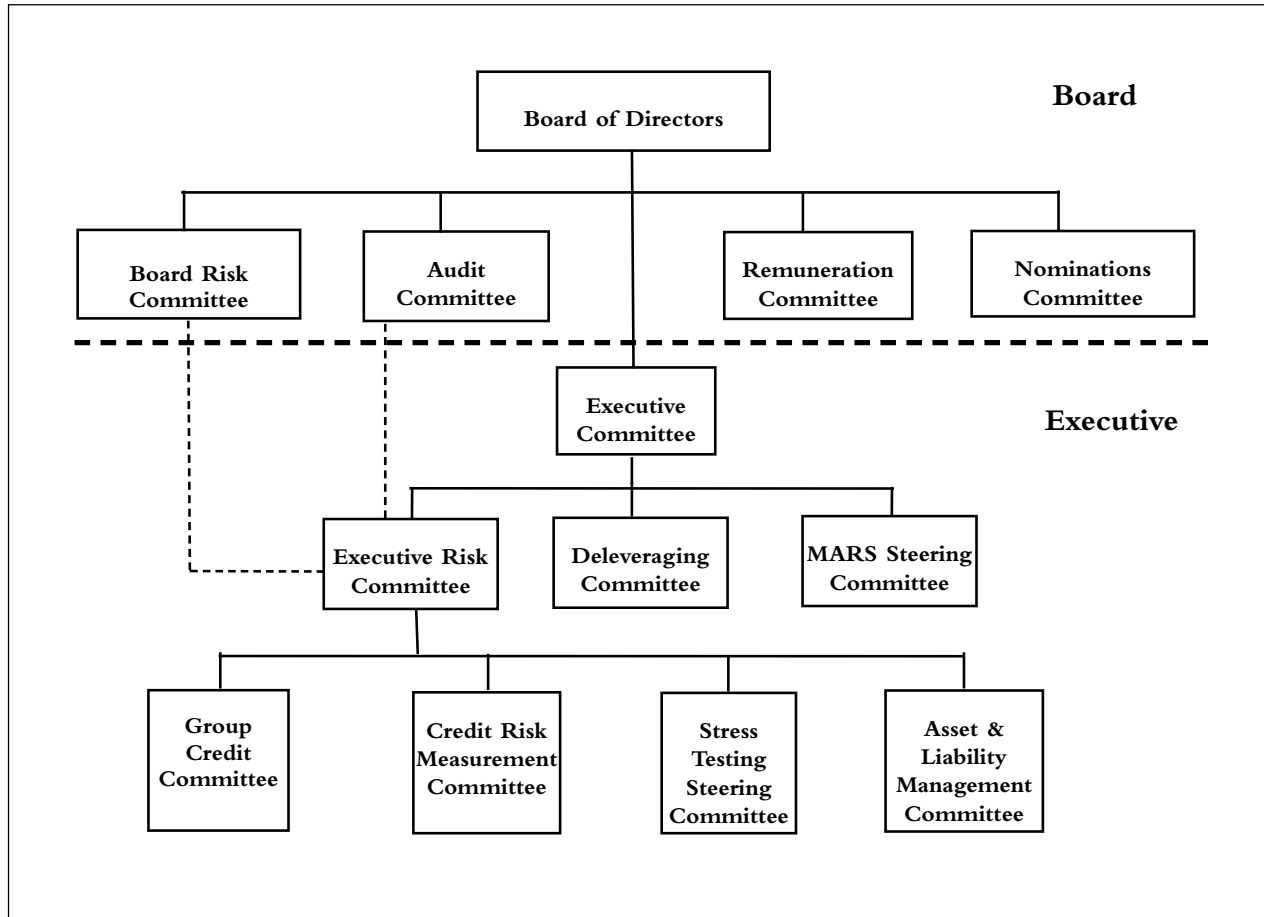 Board
Board of Directors
Board Risk
Committee
Audit
Committee
Remuneration
Committee
Nominations
Committee
Executive
Committee
Executive
Executive Risk
Committee
Deleveraging
Committee
MARS Steering
Committee
Group
Credit
Committee
Credit Risk
Measurement
Committee
Stress
Testing
Steering
Committee
Asset &
Liability
Management
Committee